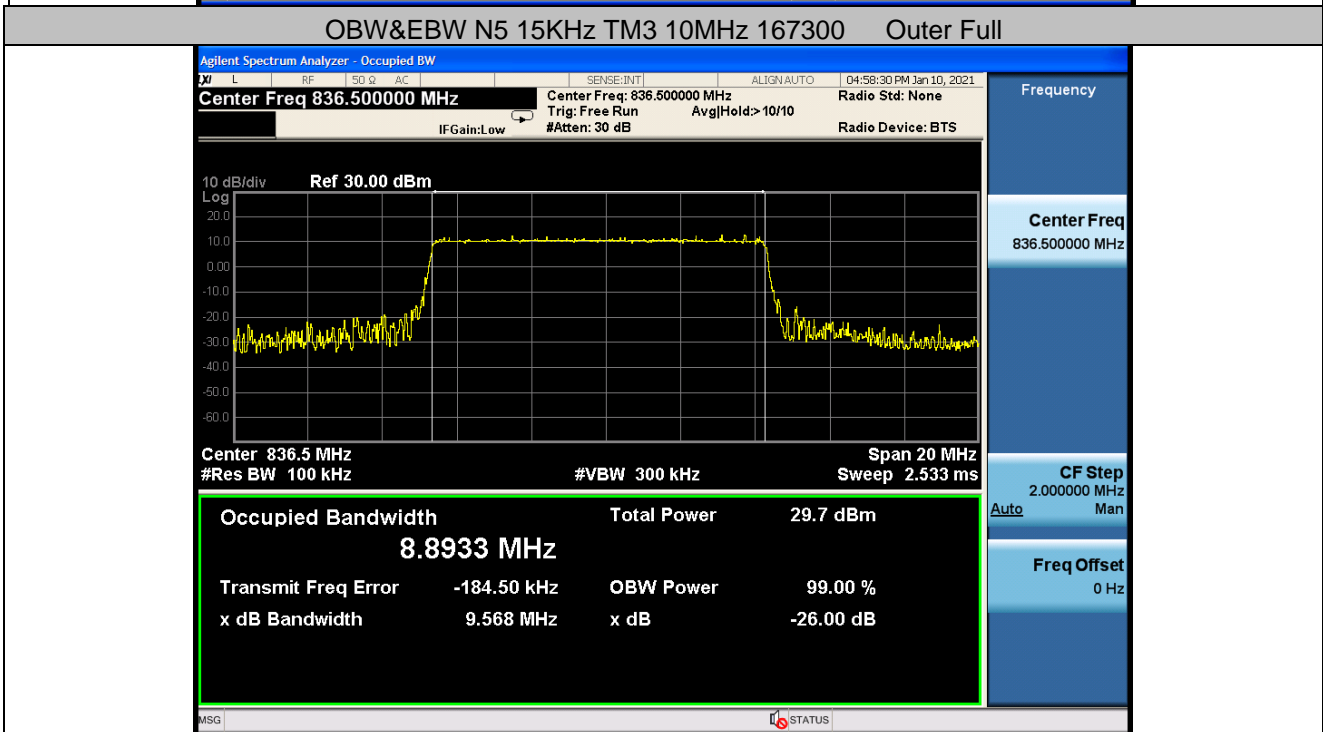 OBW&EBW N5 15KHz TM3 10MHz 167300 Outer Full
Agilent Spectrum Analyzer - Occupied BW
LXI L RF 50 Ω AC SENSE:INT ALIGN AUTO 04:58:30 PM Jan 10, 2021
Center Freq 836.500000 MHz
Center Freq: 836.500000 MHz
Radio Std: None
Trig: Free Run Avg|Hold:>10/10
IFGain:Low #Atten: 30 dB Radio Device: BTS
Frequency
10 dB/div Ref 30.00 dBm
Log
20.0
10.0
0.00
-10.0
-20.0
-30.0
-40.0
-50.0
-60.0
Center 836.5 MHz Span 20 MHz
#Res BW 100 kHz #VBW 300 kHz Sweep 2.533 ms
Center Freq
836.500000 MHz
CF Step
2.000000 MHz
Auto Man
Freq Offset
0 Hz
Occupied Bandwidth Total Power 29.7 dBm
8.8933 MHz
Transmit Freq Error -184.50 kHz OBW Power 99.00 %
x dB Bandwidth 9.568 MHz x dB -26.00 dB
MSG STATUS